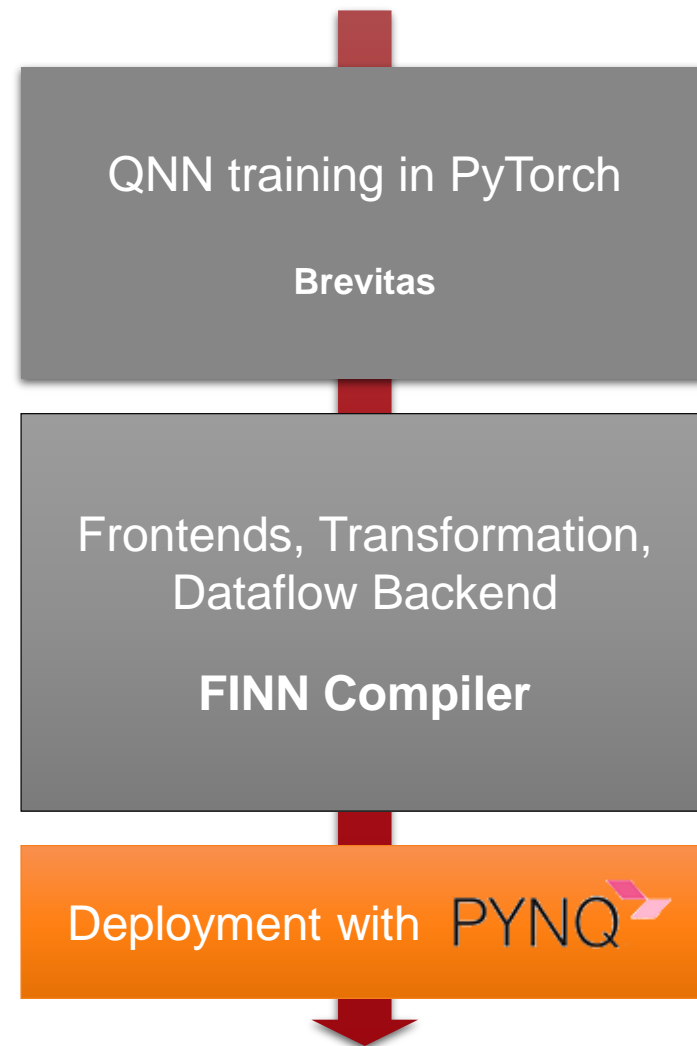 QNN training in PyTorch
Brevitas
Frontends, Transformation,
Dataflow Backend
FINN Compiler
Deployment with PYNQ